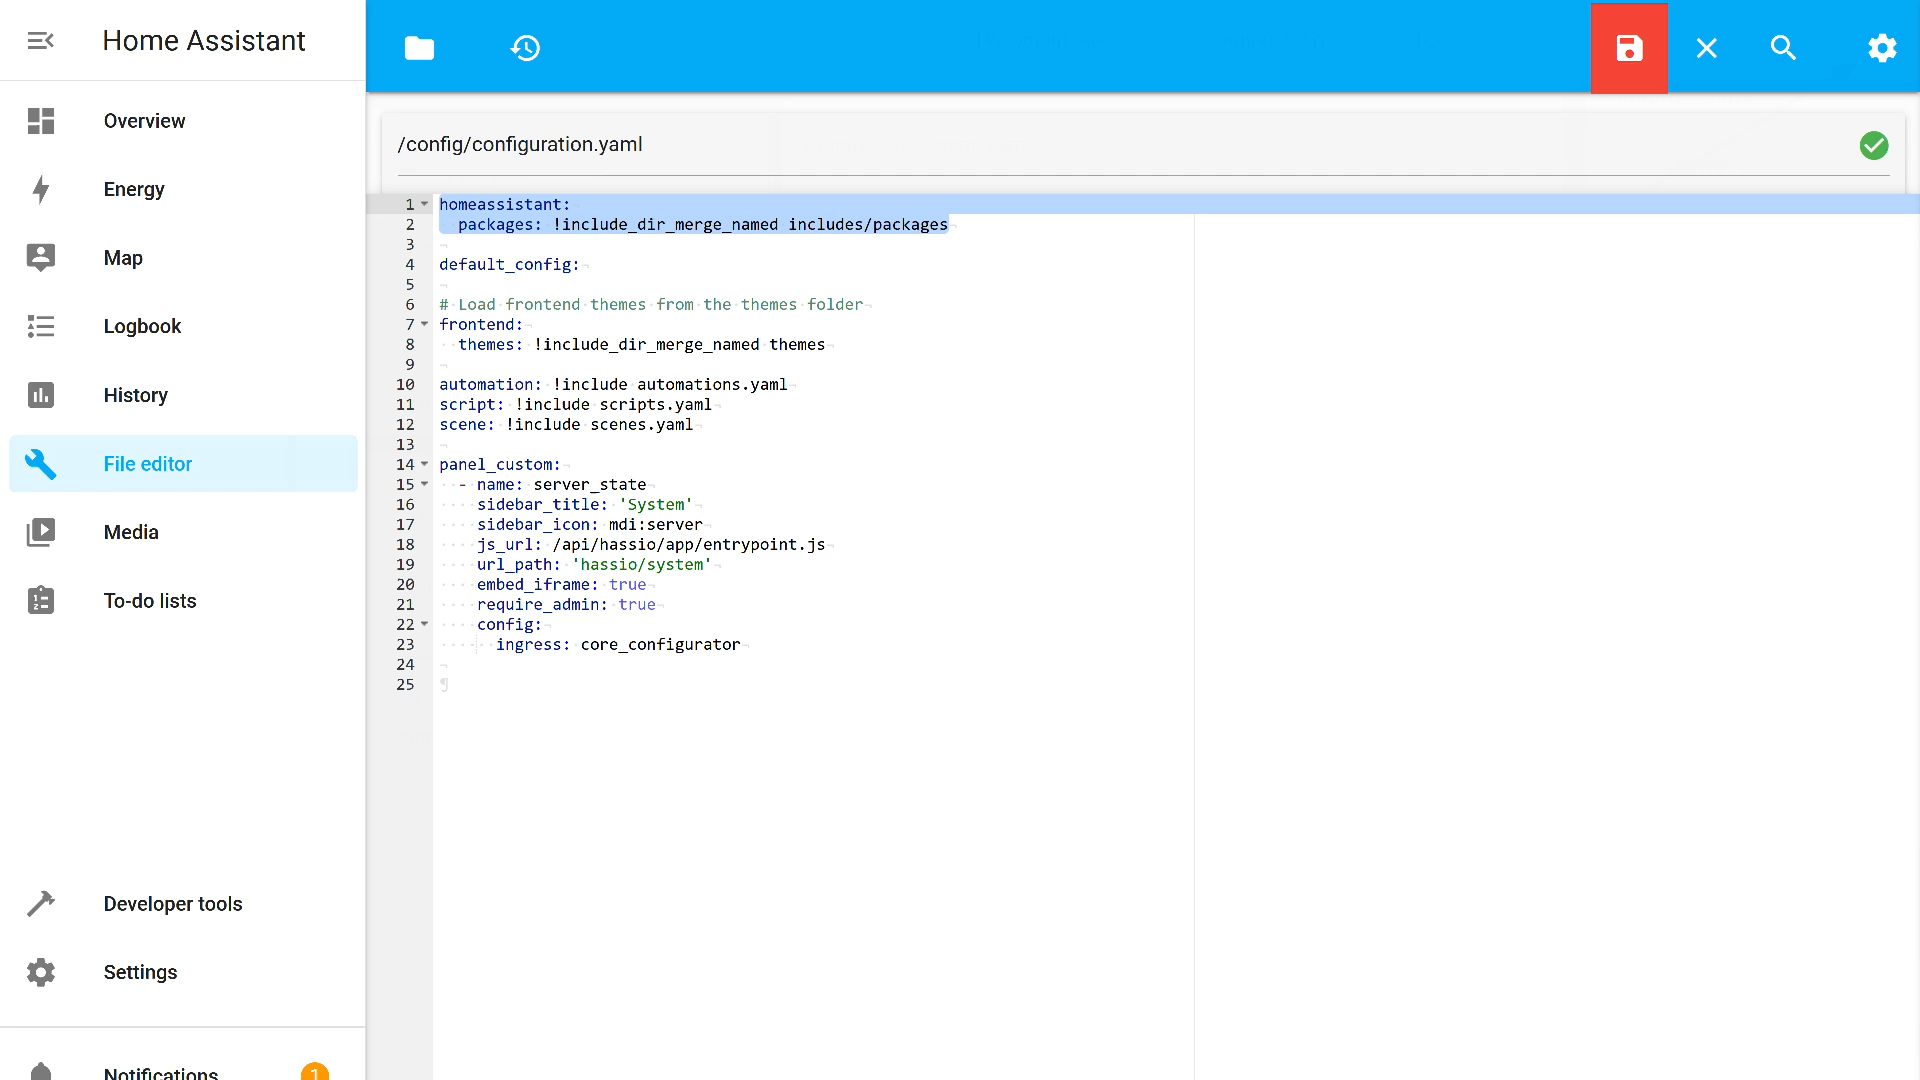 Home Assistant
Overview
Energy
Map
Logbook
History
File editor
Media
To-do lists
Developer tools
Settings
Notifications 1
/config/configuration.yaml
1 homeassistant:
2   packages: !include_dir_merge_named includes/packages
3
4 default_config:
5
6 # Load frontend themes from the themes folder
7 frontend:
8   themes: !include_dir_merge_named themes
9
10 automation: !include automations.yaml
11 script: !include scripts.yaml
12 scene: !include scenes.yaml
13
14 panel_custom:
15   - name: server_state
16     sidebar_title: 'System'
17     sidebar_icon: mdi:server
18     js_url: /api/hassio/app/entrypoint.js
19     url_path: 'hassio/system'
20     embed_iframe: true
21     require_admin: true
22     config:
23       ingress: core_configurator
24
25